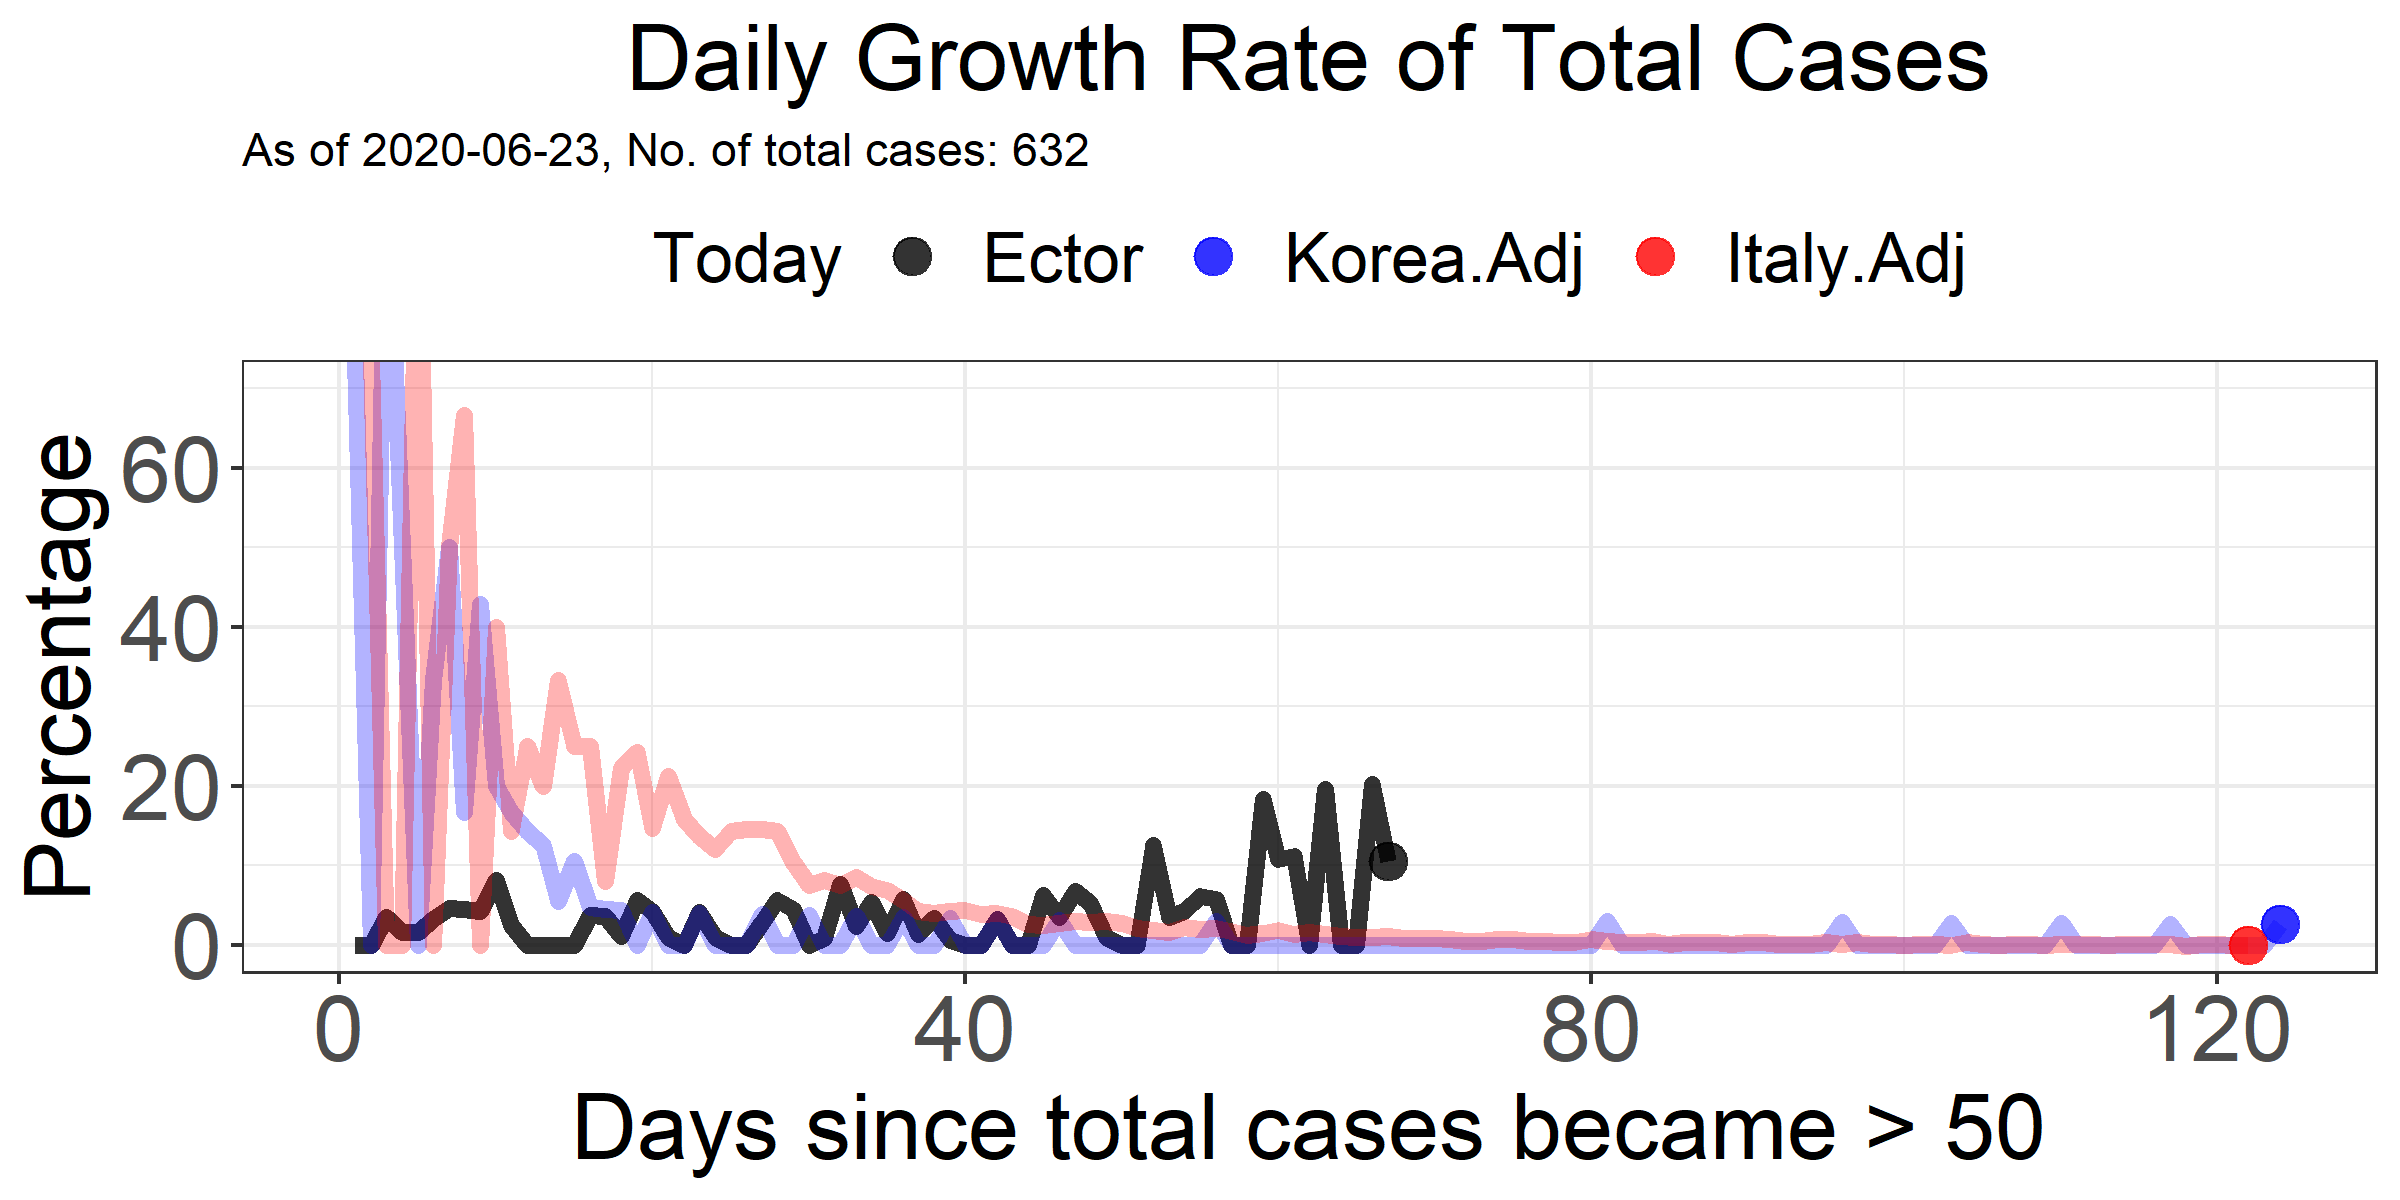 Daily Growth Rate of Total Cases
As of 2020-06-23, No. of total cases: 632
Today Ector Korea.Adj Italy.Adj
Percentage
60
40
20
0
0 40 80 120
Days since total cases became > 50